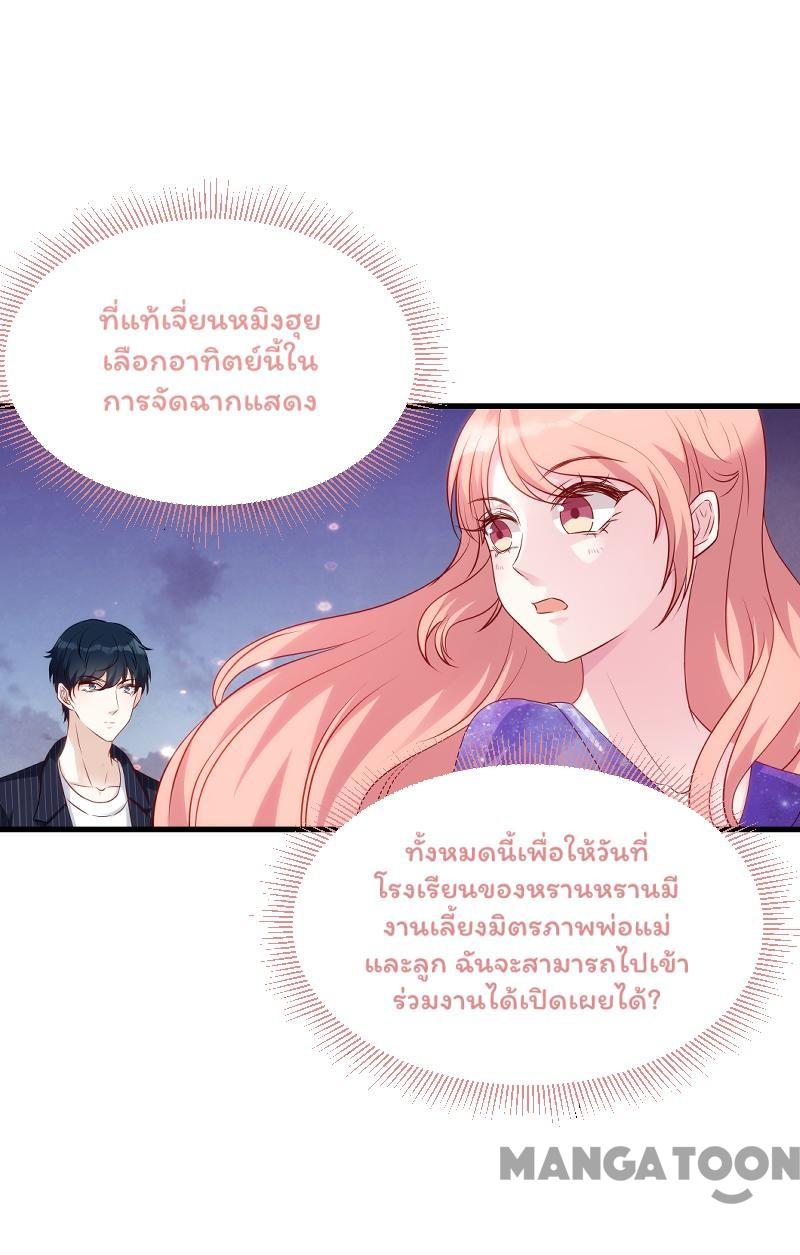 ที่แท้เจี่ยนหมิงฮุย
เลือกอาทิตย์นี้ใน
การจัดฉากแสดง
ทั้งหมดนี้เพื่อให้วันที่
โรงเรียนของหรานหรานมี
งานเลี้ยงมิตรภาพพ่อแม่
และลูก ฉันจะสามารถไปเข้า
ร่วมงานได้เปิดเผยได้?
MANGATOON